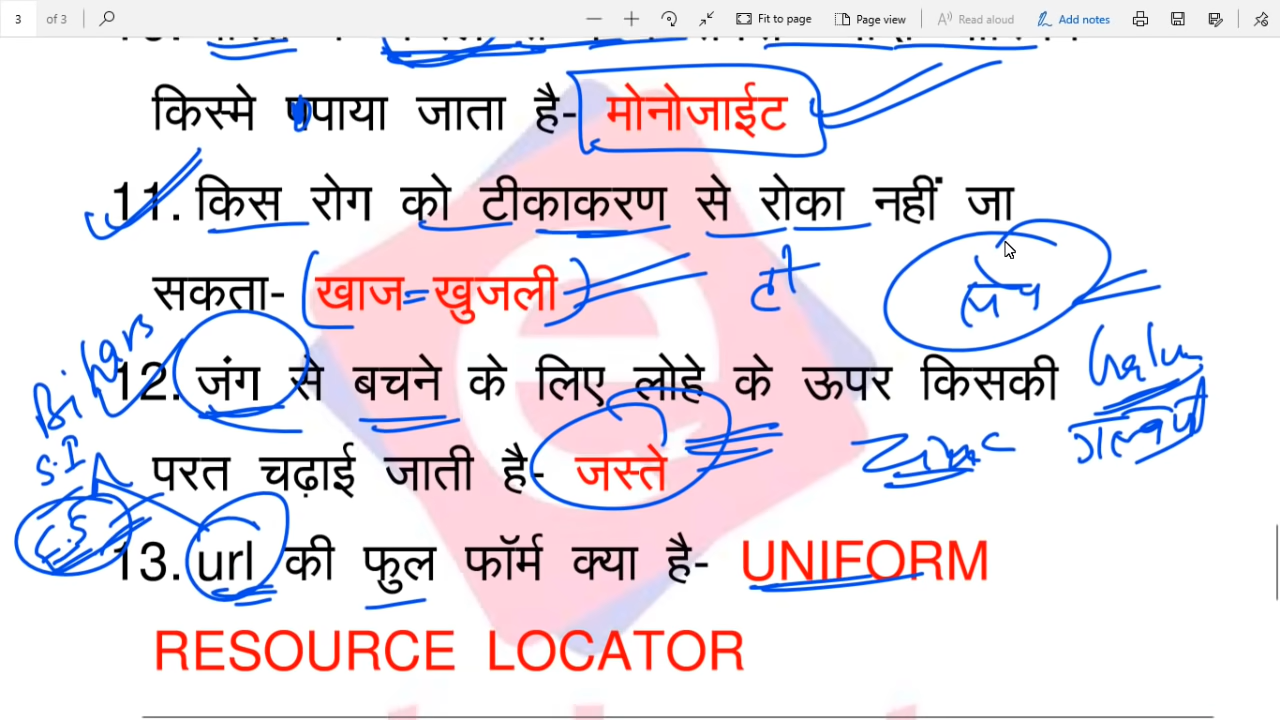 3 of 3 Fit to page Page view Read aloud Add notes
किस्मे पपाया जाता है- मोनोजाईट
11. किस रोग को टीकाकरण से रोका नहीं जा
सकता- खाज-खुजली
12. जंग से बचने के लिए लोहे के ऊपर किसकी
Bihar
S.I
परत चढ़ाई जाती है- जस्ते
13. url की फुल फॉर्म क्या है- UNIFORM
RESOURCE LOCATOR